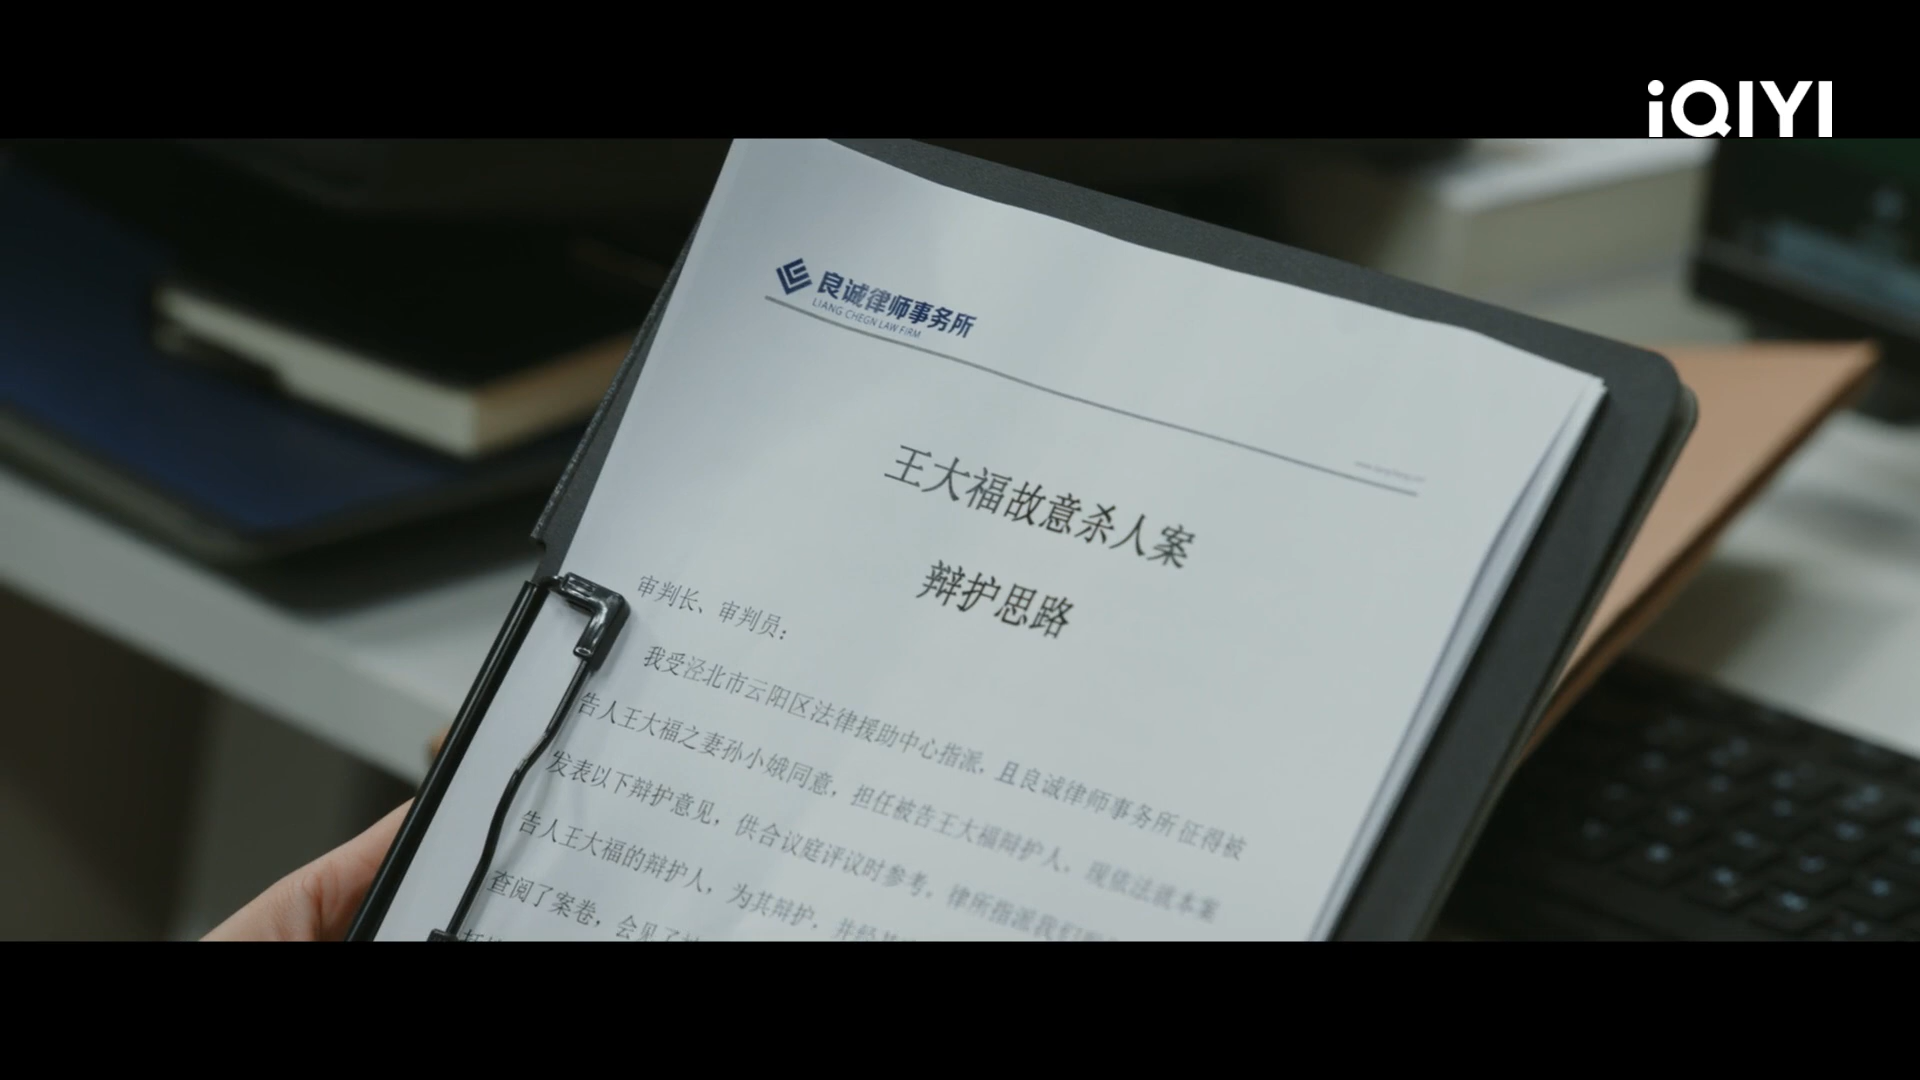 iQIYI
良诚律师事务所
LIANG CHEGN LAW FIRM
王大福故意杀人案
辩护思路
审判长、审判员：
我受泾北市云阳区法律援助中心指派，且良诚律师事务所征得被
告人王大福之妻孙小娥同意，担任被告王大福辩护人，现依法就本案
发表以下辩护意见，供合议庭评议时参考。律所指派我们
告人王大福的辩护人，为其辩护，并经
查阅了案卷，会见了